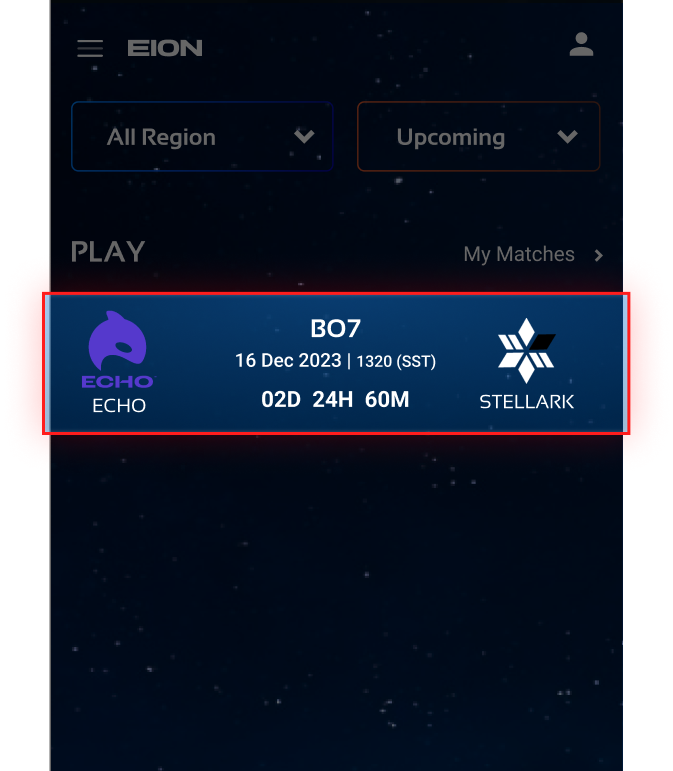 EION
All Region
Upcoming
PLAY
My Matches
BO7
16 Dec 2023 | 1320 (SST)
02D 24H 60M
ECHO
ECHO
STELLARK